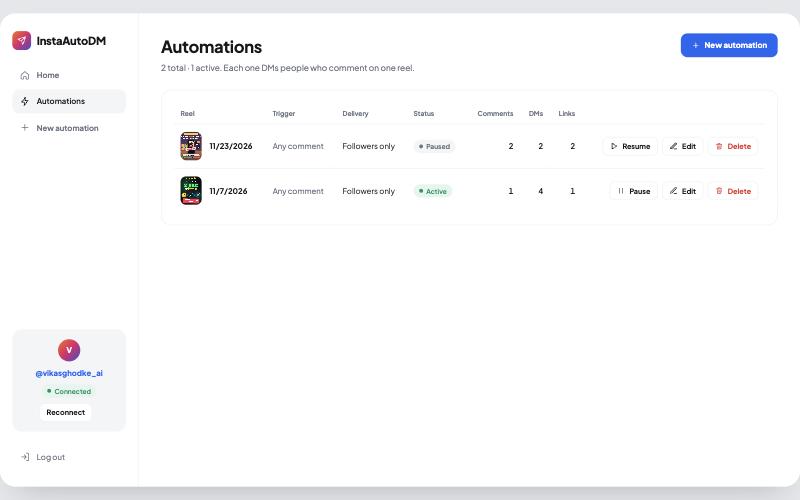 InstaAutoDM
Home
Automations
New automation
V
@vikasghodke_ai
Connected
Reconnect
Log out
Automations
2 total · 1 active. Each one DMs people who comment on one reel.
New automation
Reel Trigger Delivery Status Comments DMs Links
11/23/2026 Any comment Followers only Paused 2 2 2 Resume Edit Delete
11/7/2026 Any comment Followers only Active 1 4 1 Pause Edit Delete